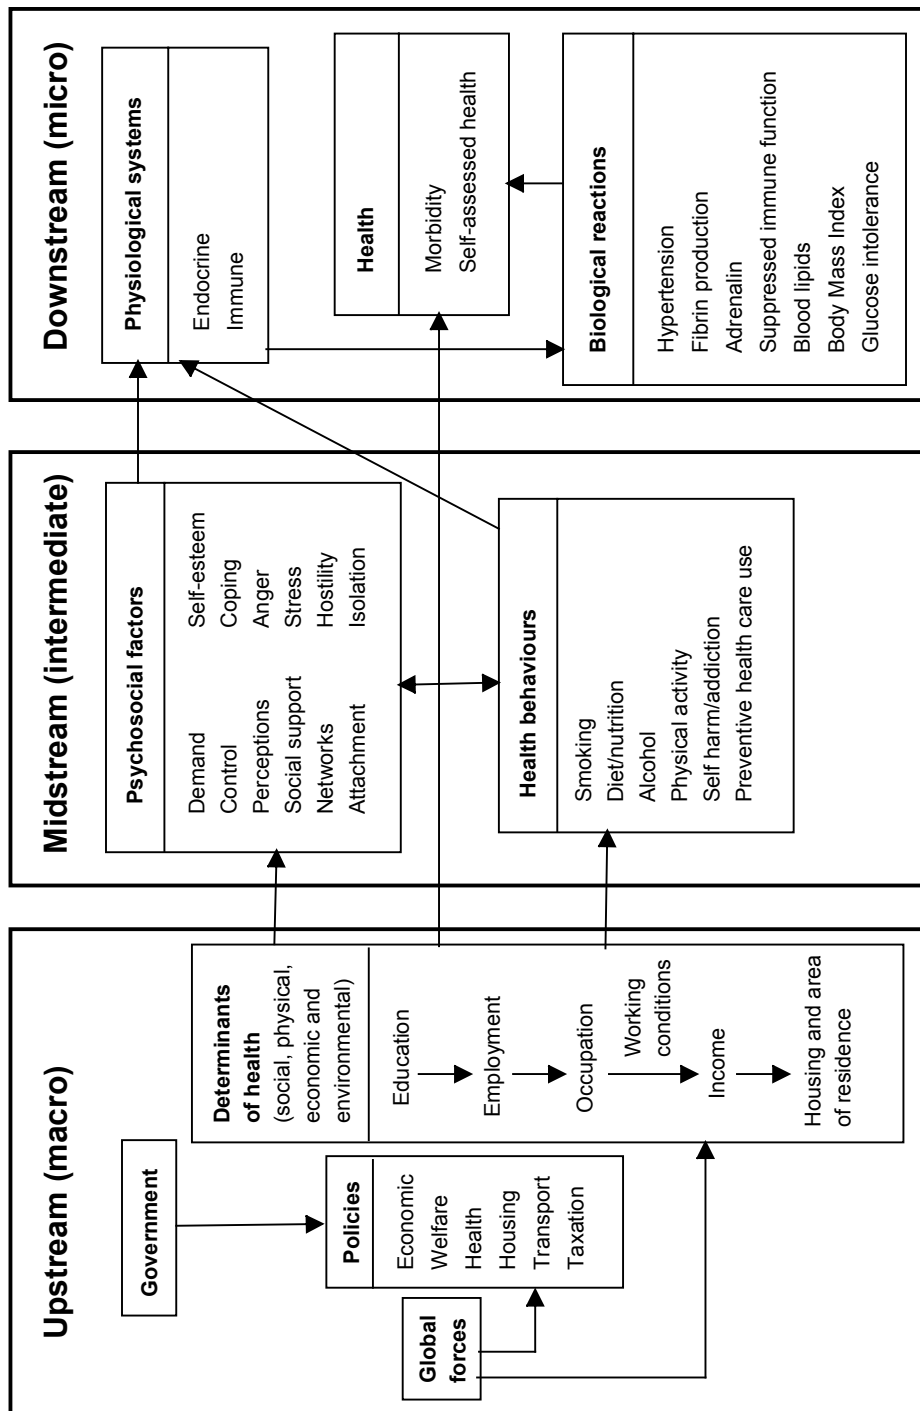 Upstream (macro)
Government
Policies
Economic
Welfare
Health
Housing
Transport
Taxation
Global
forces
Determinants
of health
(social, physical,
economic and
environmental)
Education
Employment
Occupation
Working
conditions
Income
Housing and area
of residence
Midstream (intermediate)
Psychosocial factors
Demand
Control
Perceptions
Social support
Networks
Attachment
Self-esteem
Coping
Anger
Stress
Hostility
Isolation
Health behaviours
Smoking
Diet/nutrition
Alcohol
Physical activity
Self harm/addiction
Preventive health care use
Downstream (micro)
Physiological systems
Endocrine
Immune
Health
Morbidity
Self-assessed health
Biological reactions
Hypertension
Fibrin production
Adrenalin
Suppressed immune function
Blood lipids
Body Mass Index
Glucose intolerance